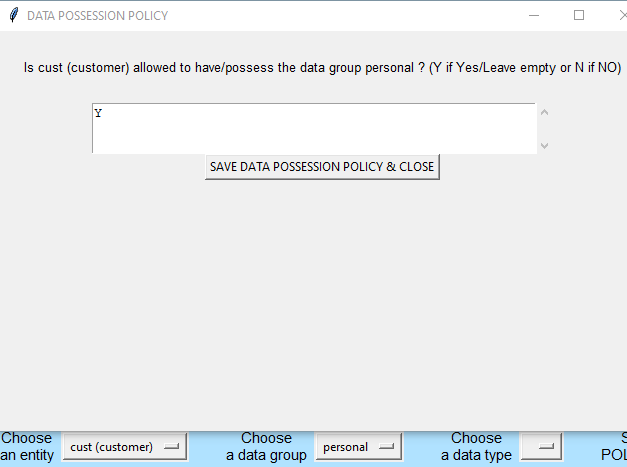 DATA POSSESSION POLICY
Is cust (customer) allowed to have/possess the data group personal ? (Y if Yes/Leave empty or N if NO)
Y
SAVE DATA POSSESSION POLICY & CLOSE
Choose
an entity
cust (customer)
Choose
a data group
personal
Choose
a data type